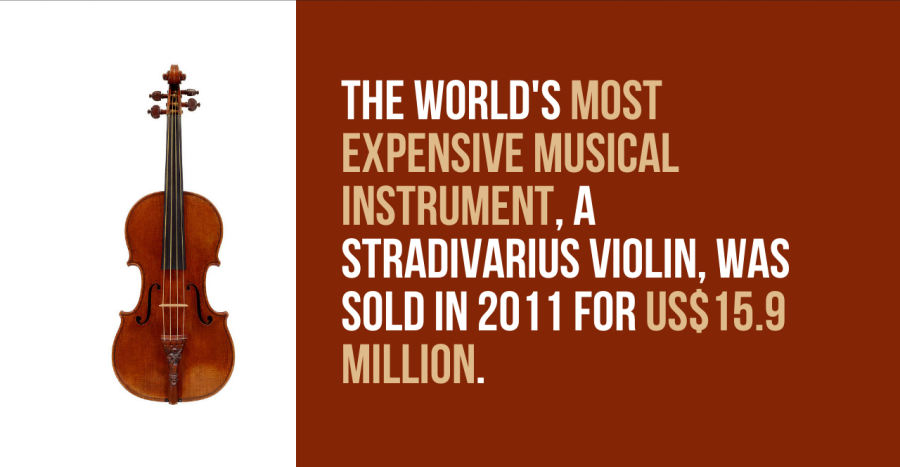 THE WORLD'S MOST
EXPENSIVE MUSICAL
INSTRUMENT, A
STRADIVARIUS VIOLIN, WAS
SOLD IN 2011 FOR US$15.9
MILLION.